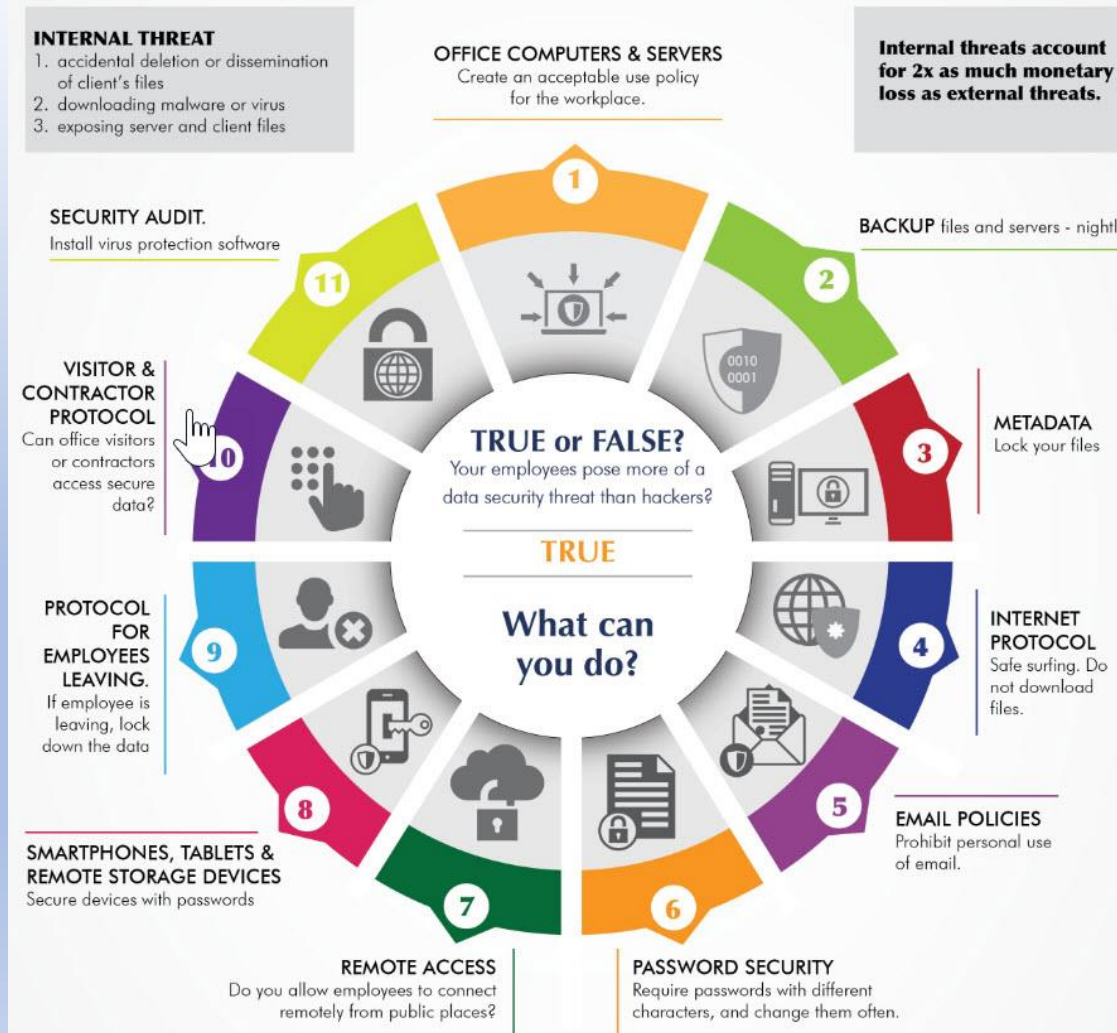 INTERNAL THREAT
1. accidental deletion or dissemination
of client's files
2. downloading malware or virus
3. exposing server and client files
OFFICE COMPUTERS & SERVERS
Create an acceptable use policy
for the workplace.
Internal threats account
for 2x as much monetary
loss as external threats.
1
BACKUP files and servers - nightl
2
0010
0001
METADATA
Lock your files
3
INTERNET
PROTOCOL
Safe surfing. Do
not download
files.
4
EMAIL POLICIES
Prohibit personal use
of email.
5
PASSWORD SECURITY
Require passwords with different
characters, and change them often.
6
REMOTE ACCESS
Do you allow employees to connect
remotely from public places?
7
SMARTPHONES, TABLETS &
REMOTE STORAGE DEVICES
Secure devices with passwords
8
PROTOCOL
FOR
EMPLOYEES
LEAVING.
If employee is
leaving, lock
down the data
9
VISITOR &
CONTRACTOR
PROTOCOL
Can office visitors
or contractors
access secure
data?
10
SECURITY AUDIT.
Install virus protection software
11
TRUE or FALSE?
Your employees pose more of a
data security threat than hackers?
TRUE
What can
you do?